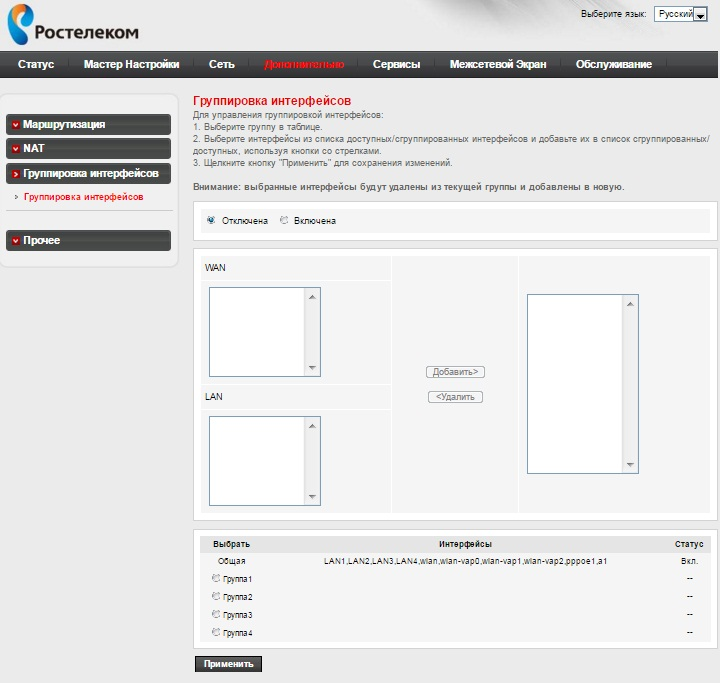 Ростелеком
Выберите язык: Русский
Статус Мастер Настройки Сеть Дополнительно Сервисы Межсетевой Экран Обслуживание
Маршрутизация
NAT
Группировка интерфейсов
Группировка интерфейсов
Прочее
Группировка интерфейсов
Для управления группировкой интерфейсов:
1. Выберите группу в таблице.
2. Выберите интерфейсы из списка доступных/сгруппированных интерфейсов и добавьте их в список сгруппированных/
доступных, используя кнопки со стрелками.
3. Щелкните кнопку "Применить" для сохранения изменений.
Внимание: выбранные интерфейсы будут удалены из текущей группы и добавлены в новую.
Отключена Включена
WAN
Добавить>
<Удалить
LAN
Выбрать Интерфейсы Статус
Общая LAN1,LAN2,LAN3,LAN4,wlan,wlan-vap0,wlan-vap1,wlan-vap2,pppoe1,a1 Вкл.
Группа1 --
Группа2 --
Группа3 --
Группа4 --
Применить